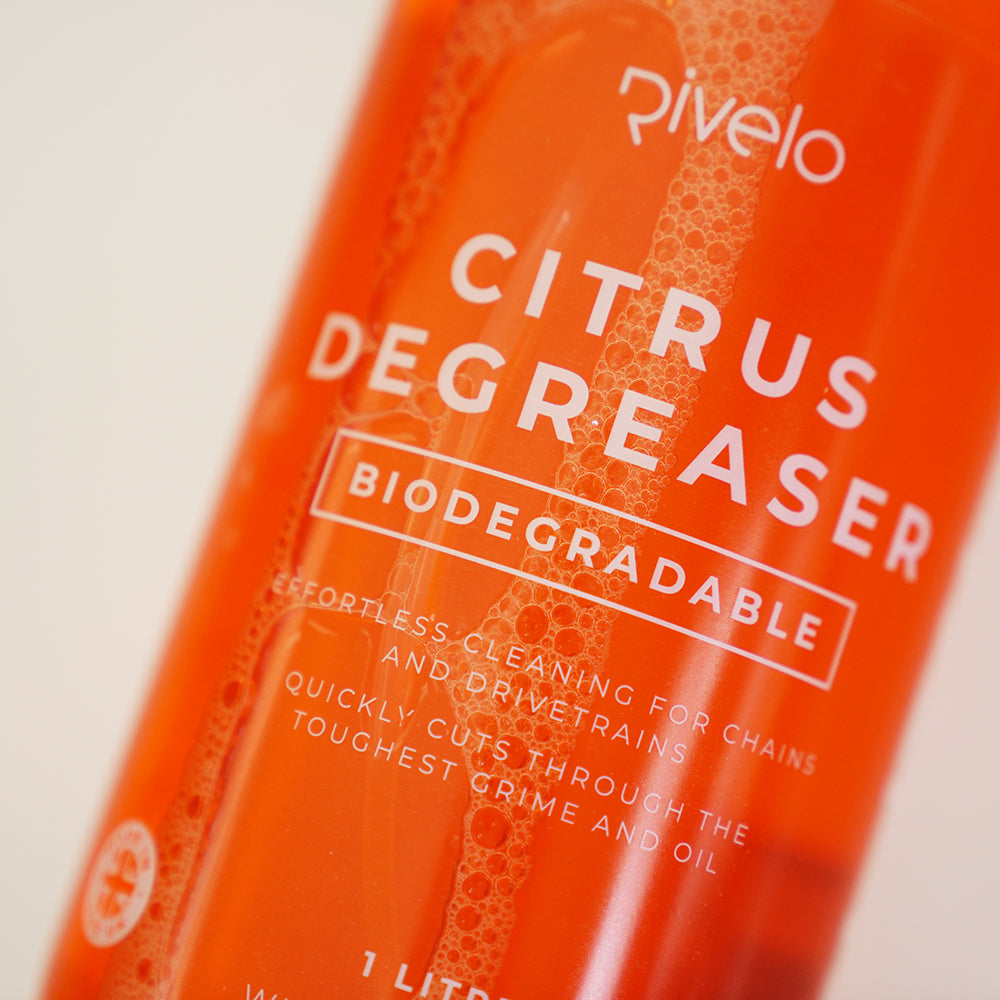 Rivelo
CITRUS
DEGREASER
BIODEGRADABLE
EFFORTLESS CLEANING FOR CHAINS
AND DRIVETRAINS
QUICKLY CUTS THROUGH THE
TOUGHEST GRIME AND OIL
1 LITRE